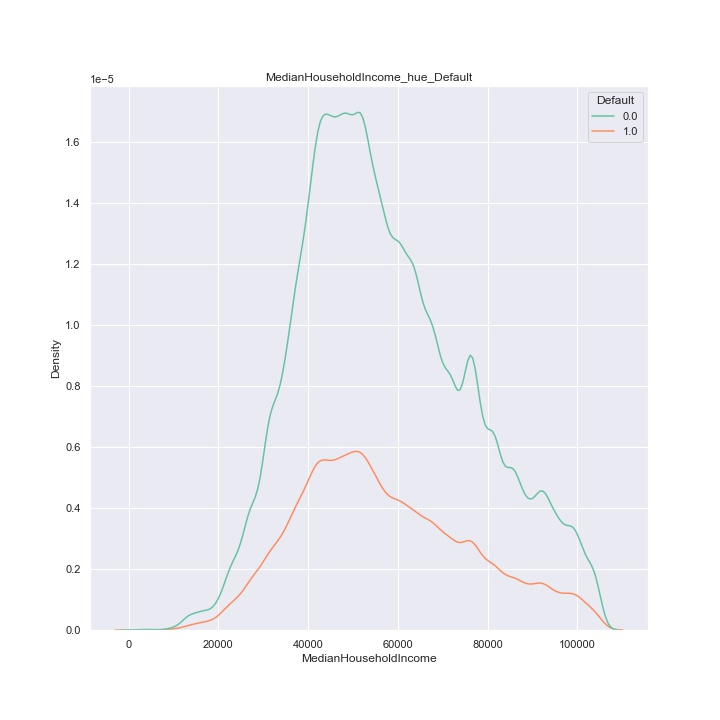 MedianHouseholdIncome_hue_Default
1e−5
Default
0.0
1.0
1.6
1.4
1.2
1.0
0.8
0.6
0.4
0.2
0.0
Density
0 20000 40000 60000 80000 100000
MedianHouseholdIncome